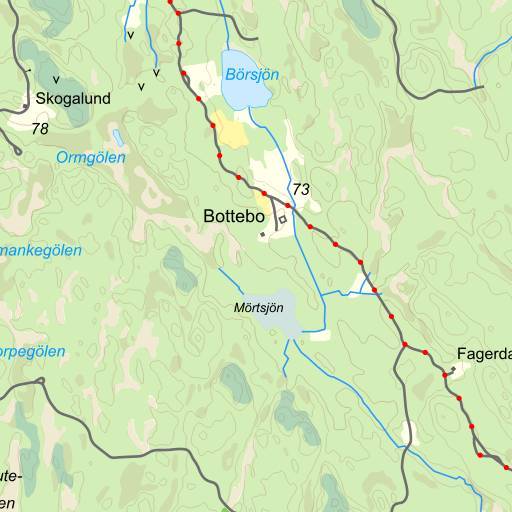 Börsjön
Skogalund
78
Ormgölen
73
Bottebo
mankegölen
Mörtsjön
orpegölen
Fagerda
ute-
en